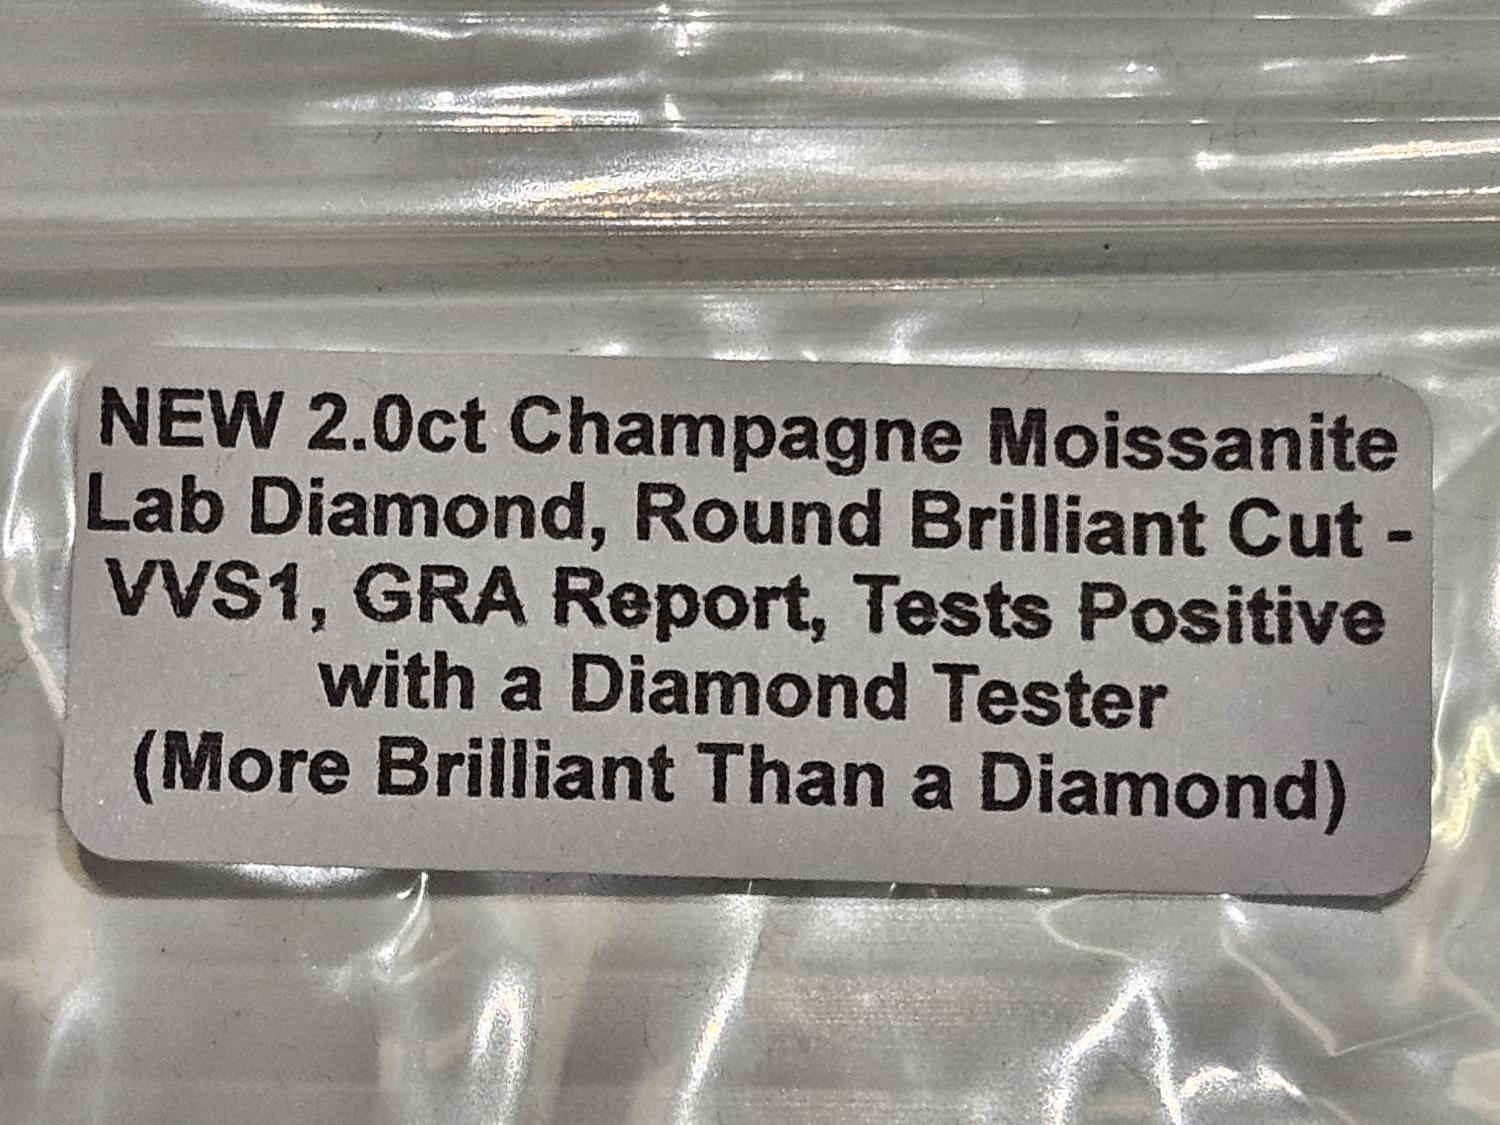 NEW 2.0ct Champagne Moissanite
Lab Diamond, Round Brilliant Cut -
VVS1, GRA Report, Tests Positive
with a Diamond Tester
(More Brilliant Than a Diamond)